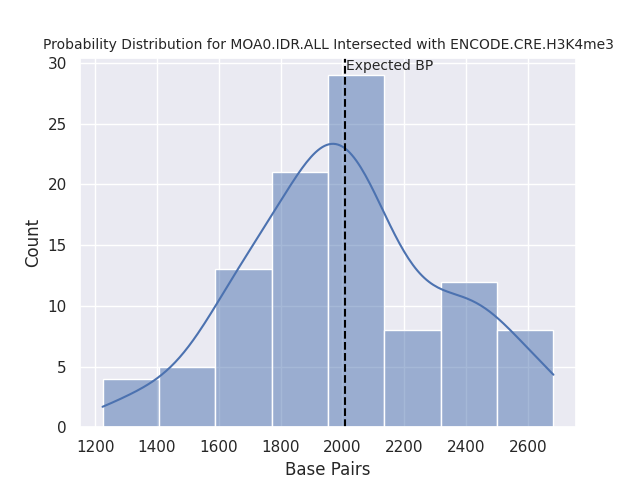 Probability Distribution for MOA0.IDR.ALL Intersected with ENCODE.CRE.H3K4me3
Expected BP
30
25
20
15
10
5
0
Count
1200 1400 1600 1800 2000 2200 2400 2600
Base Pairs